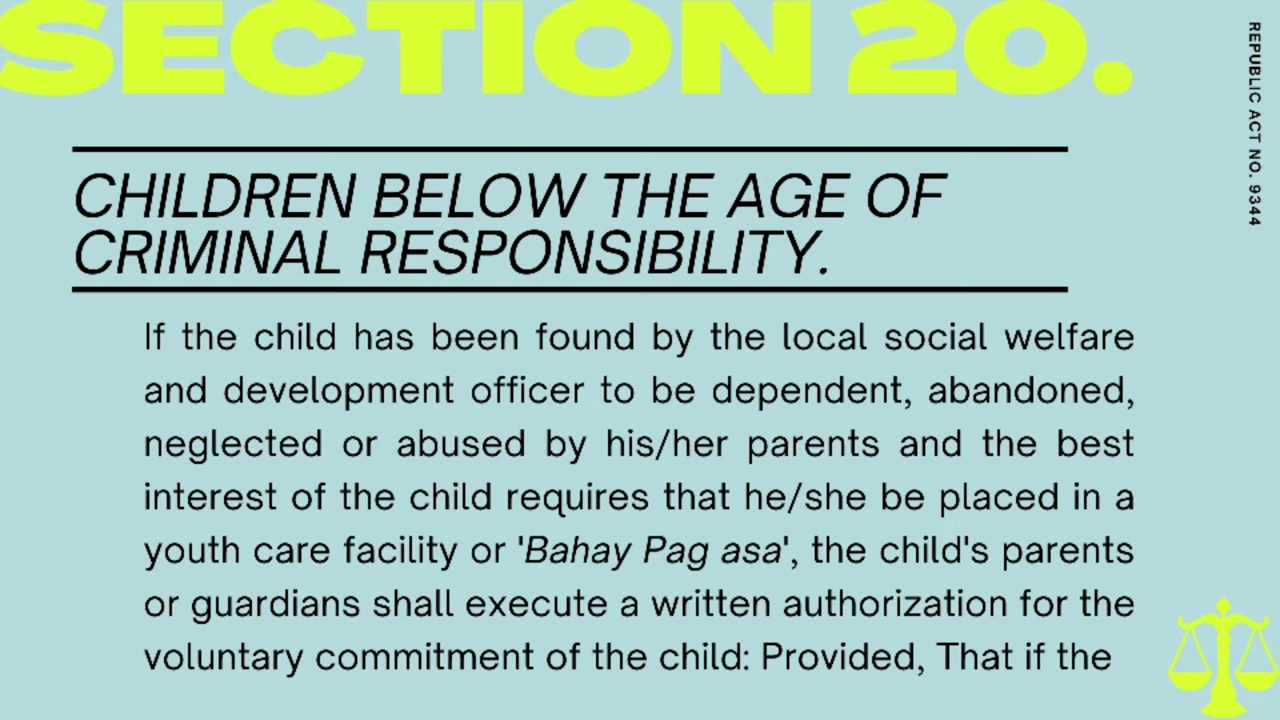 SECTION 20.
REPUBLIC ACT NO. 9344
CHILDREN BELOW THE AGE OF
CRIMINAL RESPONSIBILITY.
If the child has been found by the local social welfare
and development officer to be dependent, abandoned,
neglected or abused by his/her parents and the best
interest of the child requires that he/she be placed in a
youth care facility or 'Bahay Pag asa', the child's parents
or guardians shall execute a written authorization for the
voluntary commitment of the child: Provided, That if the